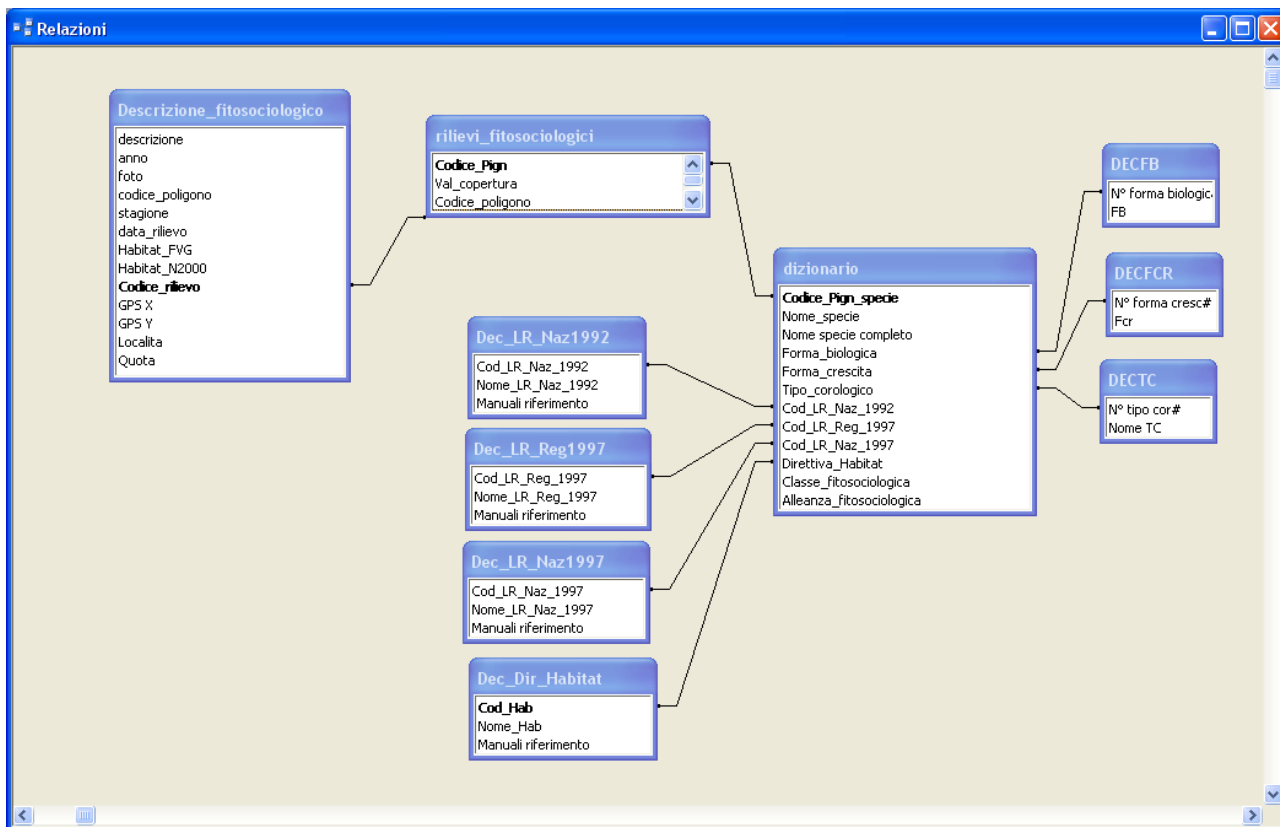 Relazioni
Descrizione_fitosociologico
descrizione
anno
foto
codice_poligono
stagione
data_rilievo
Habitat_FVG
Habitat_N2000
Codice_rilievo
GPS X
GPS Y
Localita
Quota
rilievi_fitosociologici
Codice_Pign
Val_copertura
Codice_poligono
Dec_LR_Naz1992
Cod_LR_Naz_1992
Nome_LR_Naz_1992
Manuali riferimento
Dec_LR_Reg1997
Cod_LR_Reg_1997
Nome_LR_Reg_1997
Manuali riferimento
Dec_LR_Naz1997
Cod_LR_Naz_1997
Nome_LR_Naz_1997
Manuali riferimento
Dec_Dir_Habitat
Cod_Hab
Nome_Hab
Manuali riferimento
dizionario
Codice_Pign_specie
Nome_specie
Nome specie completo
Forma_biologica
Forma_crescita
Tipo_corologico
Cod_LR_Naz_1992
Cod_LR_Reg_1997
Cod_LR_Naz_1997
Direttiva_Habitat
Classe_fitosociologica
Alleanza_fitosociologica
DECFB
N° forma biologic
FB
DECFCR
N° forma cresc#
Fcr
DECTC
N° tipo cor#
Nome TC